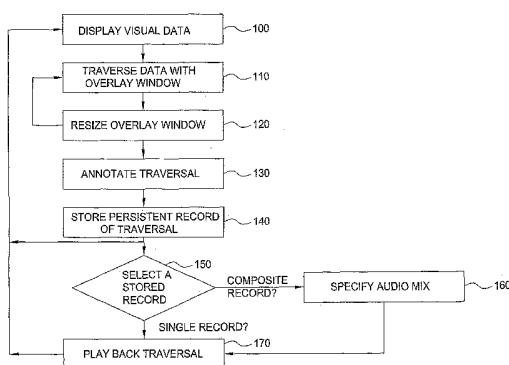 DISPLAY VISUAL DATA
100
TRAVERSE DATA WITH
OVERLAY WINDOW
110
RESIZE OVERLAY WINDOW
120
ANNOTATE TRAVERSAL
130
STORE PERSISTENT RECORD
OF TRAVERSAL
140
SELECT A
STORED
RECORD
150
COMPOSITE
RECORD?
SPECIFY AUDIO MIX
160
SINGLE RECORD?
PLAY BACK TRAVERSAL
170